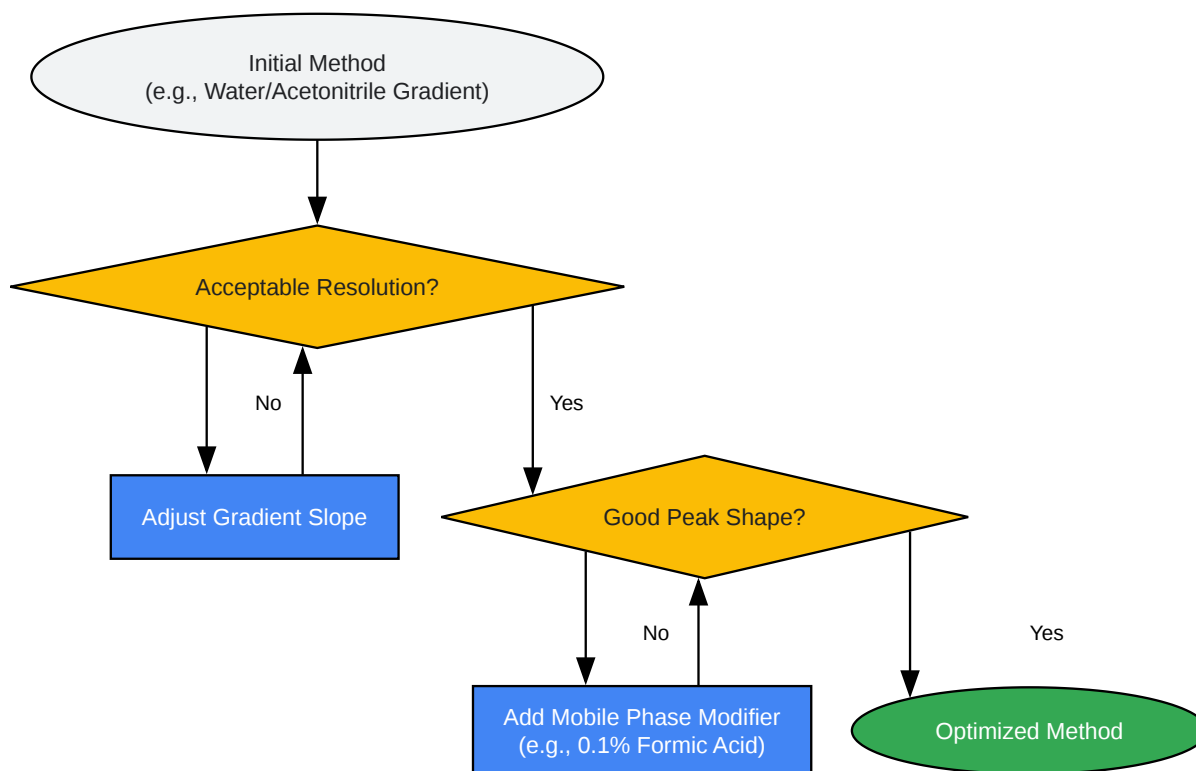 Initial Method
(e.g., Water/Acetonitrile Gradient)
Acceptable Resolution?
No
Yes
Adjust Gradient Slope
Good Peak Shape?
No
Yes
Add Mobile Phase Modifier
(e.g., 0.1% Formic Acid)
Optimized Method